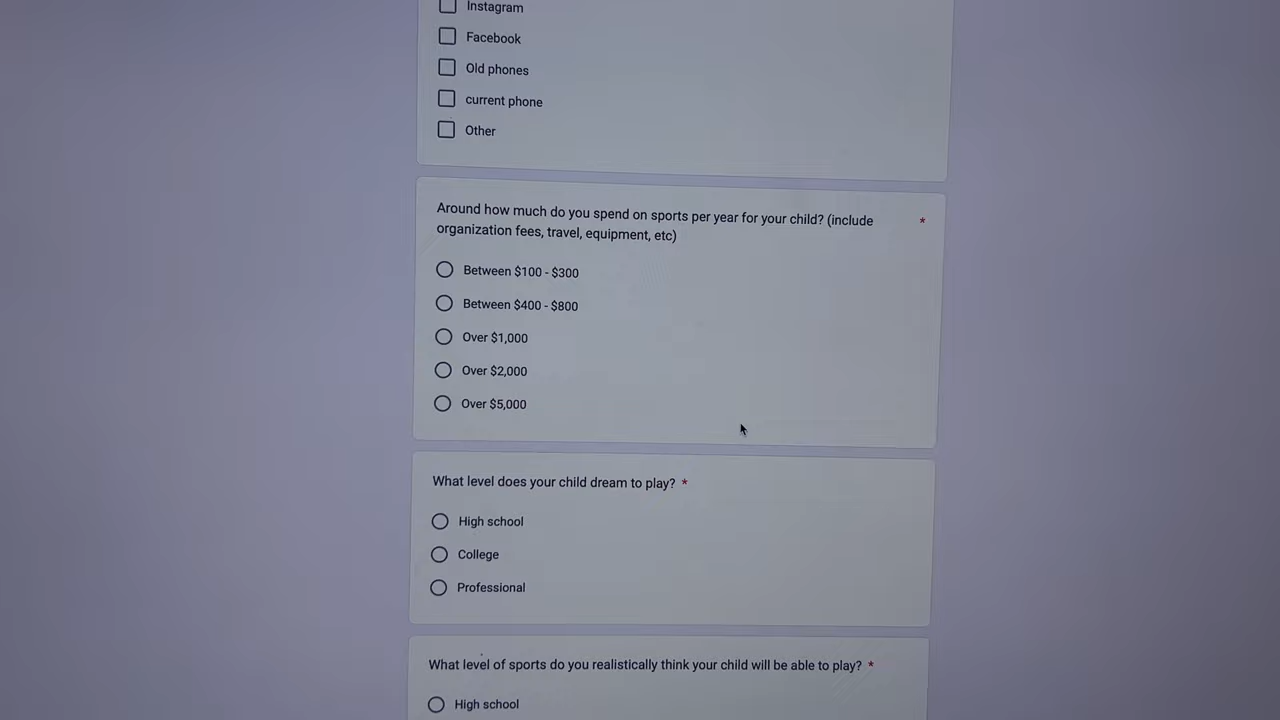 Instagram
Facebook
Old phones
current phone
Other
Around how much do you spend on sports per year for your child? (include *
organization fees, travel, equipment, etc)
Between $100 - $300
Between $400 - $800
Over $1,000
Over $2,000
Over $5,000
What level does your child dream to play? *
High school
College
Professional
What level of sports do you realistically think your child will be able to play? *
High school